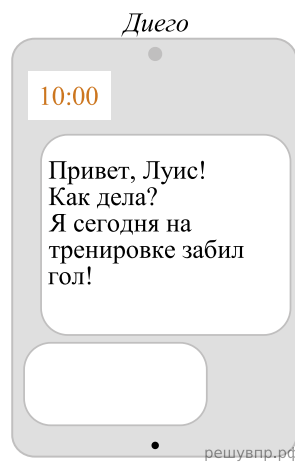 Диего
10:00
Привет, Луис!
Как дела?
Я сегодня на
тренировке забил
гол!
решувпр.рф